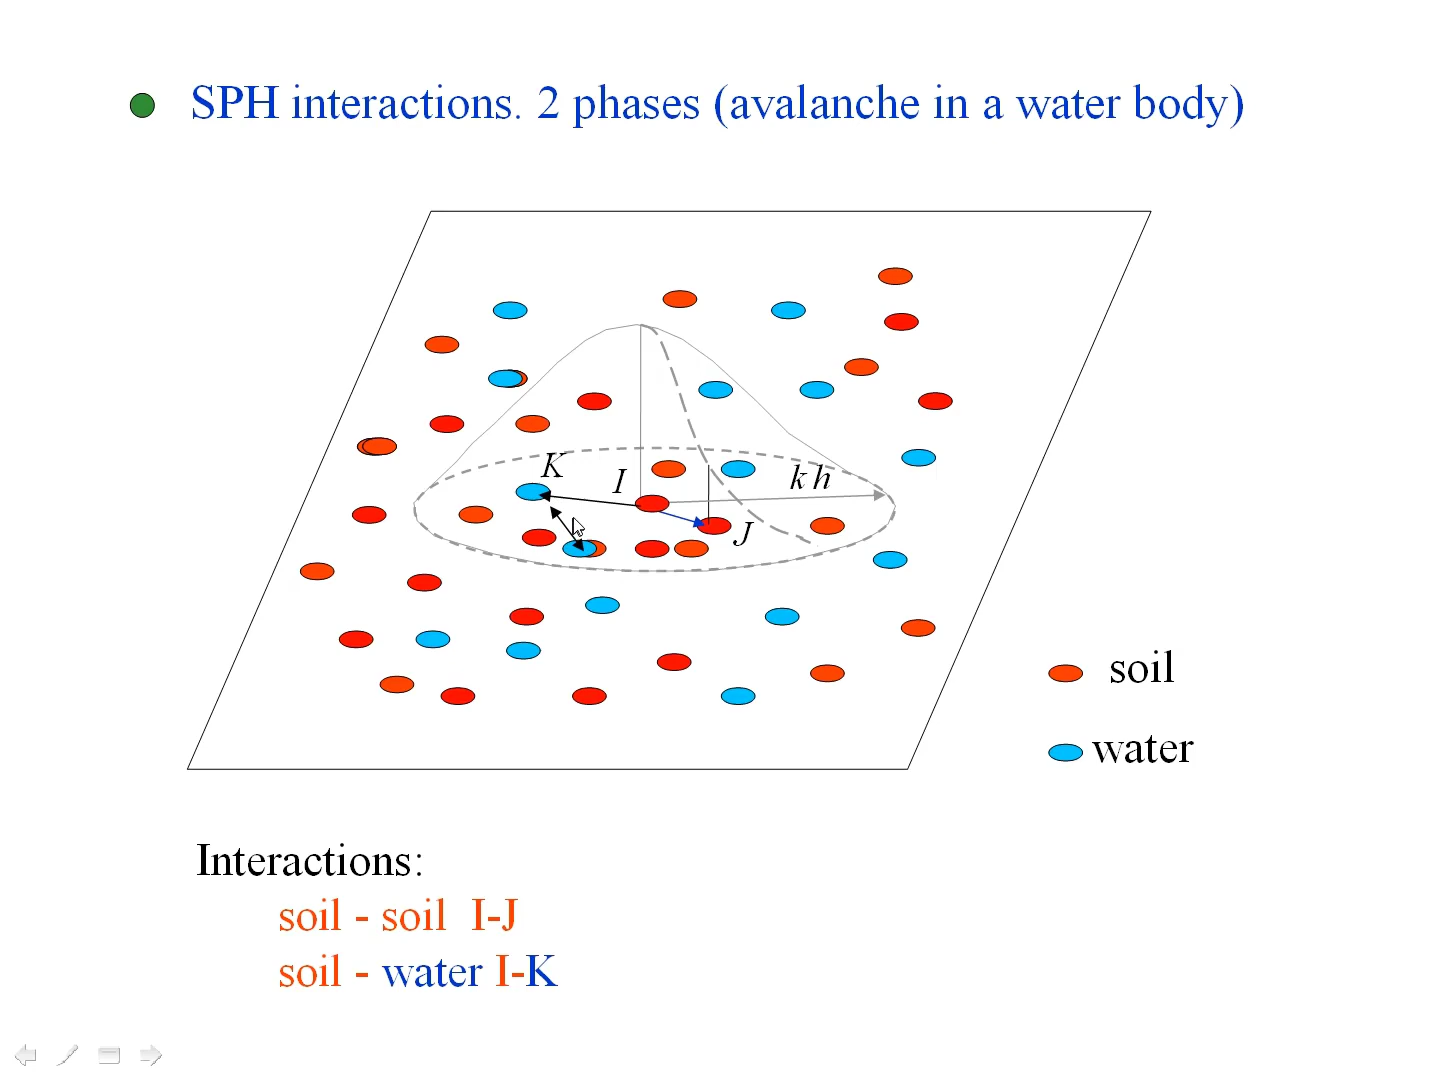 SPH interactions. 2 phases (avalanche in a water body)
K
I
k h
J
soil
water
Interactions:
soil - soil I-J
soil - water I-K